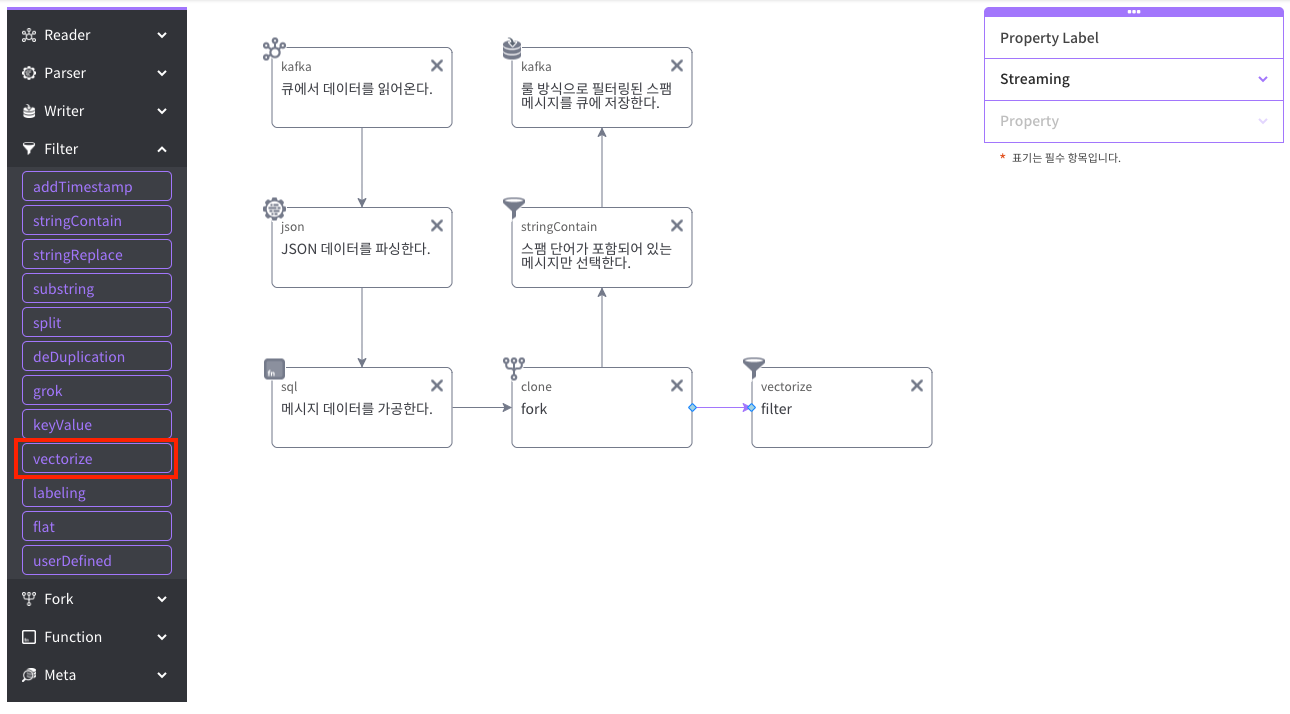 Reader
Parser
Writer
Filter
addTimestamp
stringContain
stringReplace
substring
split
deDuplication
grok
keyValue
vectorize
labeling
flat
userDefined
Fork
Function
Meta
kafka
큐에서 데이터를 읽어온다.
kafka
룰 방식으로 필터링된 스팸
메시지를 큐에 저장한다.
json
JSON 데이터를 파싱한다.
stringContain
스팸 단어가 포함되어 있는
메시지만 선택한다.
fn
sql
메시지 데이터를 가공한다.
clone
fork
vectorize
filter
Property Label
Streaming
Property
* 표기는 필수 항목입니다.